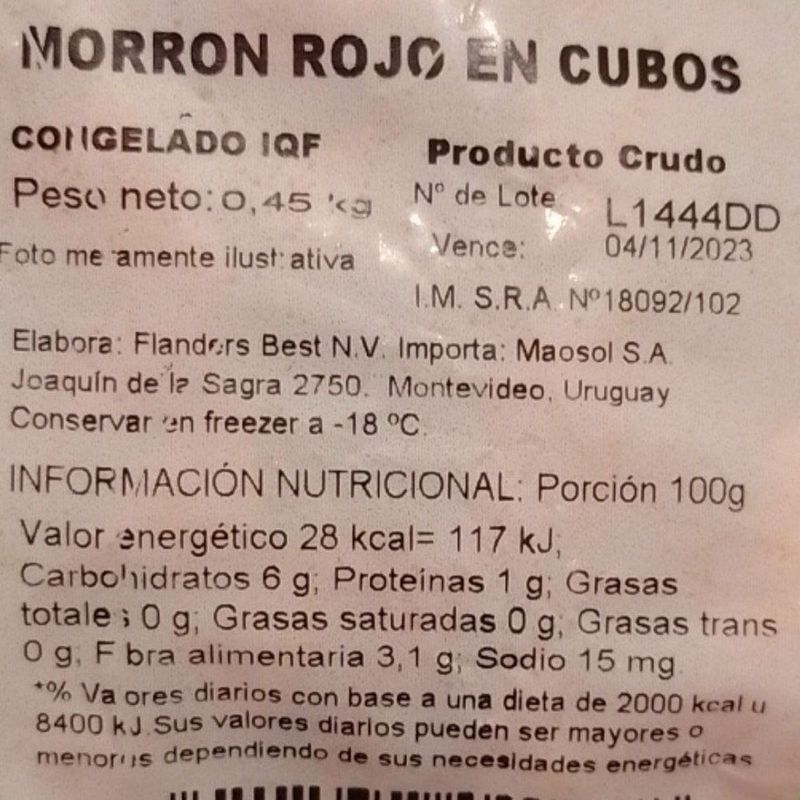 MORRON ROJO EN CUBOS
CONGELADO IQF
Producto Crudo
Peso neto: 0,45 kg
Nº de Lote L1444DD
Foto meramente ilustrativa
Vence: 04/11/2023
I.M. S.R.A. Nº18092/102
Elabora: Flanders Best N.V. Importa: Maosol S.A.
Joaquín de la Sagra 2750. Montevideo, Uruguay
Conservar en freezer a -18 ºC.
INFORMACIÓN NUTRICIONAL: Porción 100g
Valor energético 28 kcal= 117 kJ;
Carbohidratos 6 g; Proteínas 1 g; Grasas
totales 0 g; Grasas saturadas 0 g; Grasas trans
0 g; Fibra alimentaria 3,1 g; Sodio 15 mg.
*% Valores diarios con base a una dieta de 2000 kcal u
8400 kJ.Sus valores diarios pueden ser mayores o
menores dependiendo de sus necesidades energéticas